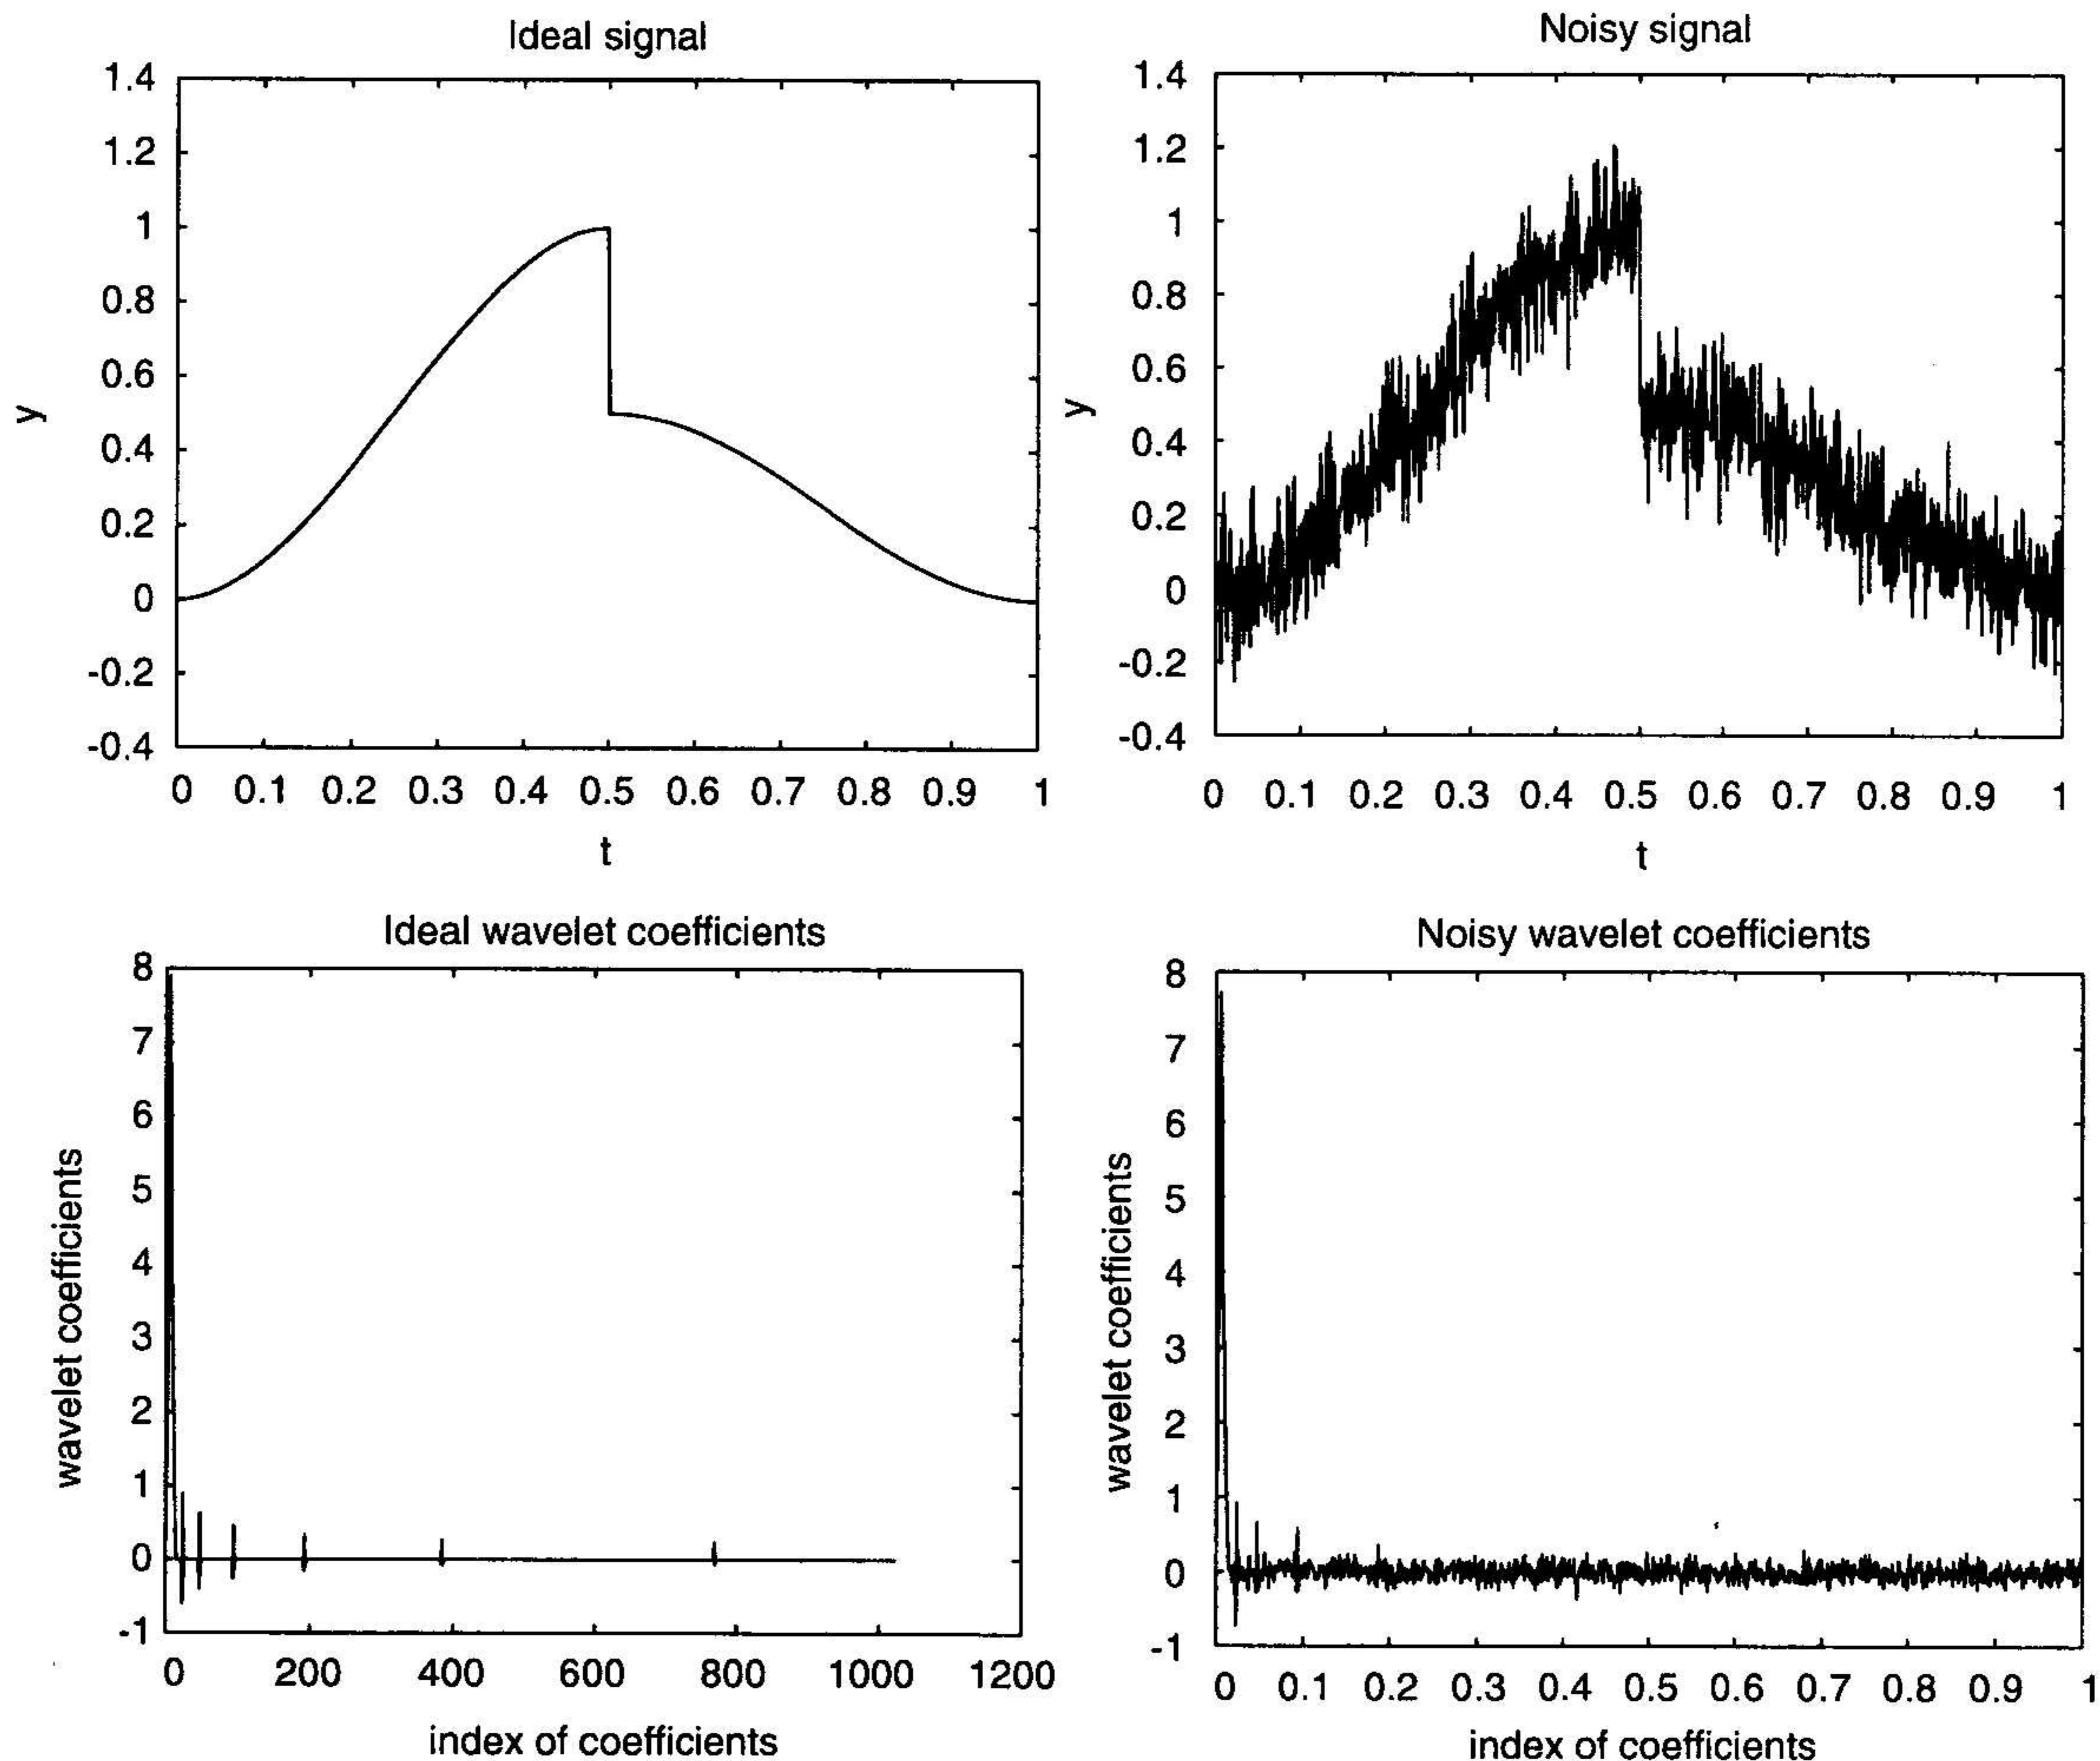 Ideal signal
1.4
1.2
1
0.8
0.6
0.4
0.2
0
-0.2
-0.4
y
0 0.1 0.2 0.3 0.4 0.5 0.6 0.7 0.8 0.9 1
t
Noisy signal
1.4
1.2
1
0.8
0.6
0.4
0.2
0
-0.2
-0.4
y
0 0.1 0.2 0.3 0.4 0.5 0.6 0.7 0.8 0.9 1
t
Ideal wavelet coefficients
8
7
6
5
4
3
2
1
0
-1
wavelet coefficients
0 200 400 600 800 1000 1200
index of coefficients
Noisy wavelet coefficients
8
7
6
5
4
3
2
1
0
-1
wavelet coefficients
0 0.1 0.2 0.3 0.4 0.5 0.6 0.7 0.8 0.9 1
index of coefficients